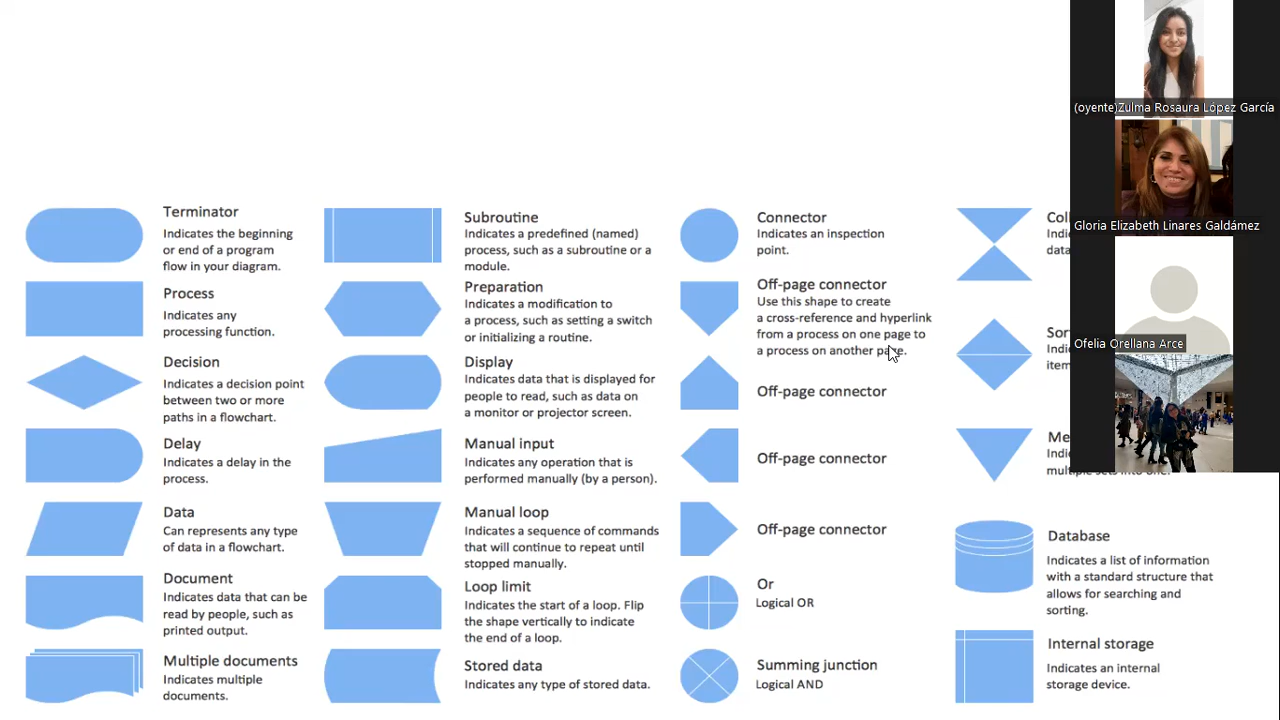 Terminator
Indicates the beginning
or end of a program
flow in your diagram.
Process
Indicates any
processing function.
Decision
Indicates a decision point
between two or more
paths in a flowchart.
Delay
Indicates a delay in the
process.
Data
Can represents any type
of data in a flowchart.
Document
Indicates data that can be
read by people, such as
printed output.
Multiple documents
Indicates multiple
documents.
Subroutine
Indicates a predefined (named)
process, such as a subroutine or a
module.
Preparation
Indicates a modification to
a process, such as setting a switch
or initializing a routine.
Display
Indicates data that is displayed for
people to read, such as data on
a monitor or projector screen.
Manual input
Indicates any operation that is
performed manually (by a person).
Manual loop
Indicates a sequence of commands
that will continue to repeat until
stopped manually.
Loop limit
Indicates the start of a loop. Flip
the shape vertically to indicate
the end of a loop.
Stored data
Indicates any type of stored data.
Connector
Indicates an inspection
point.
Off-page connector
Use this shape to create
a cross-reference and hyperlink
from a process on one page to
a process on another page.
Off-page connector
Off-page connector
Off-page connector
Or
Logical OR
Summing junction
Logical AND
Database
Indicates a list of information
with a standard structure that
allows for searching and
sorting.
Internal storage
Indicates an internal
storage device.
(oyente)Zulma Rosaura López García
Gloria Elizabeth Linares Galdámez
Ofelia Orellana Arce